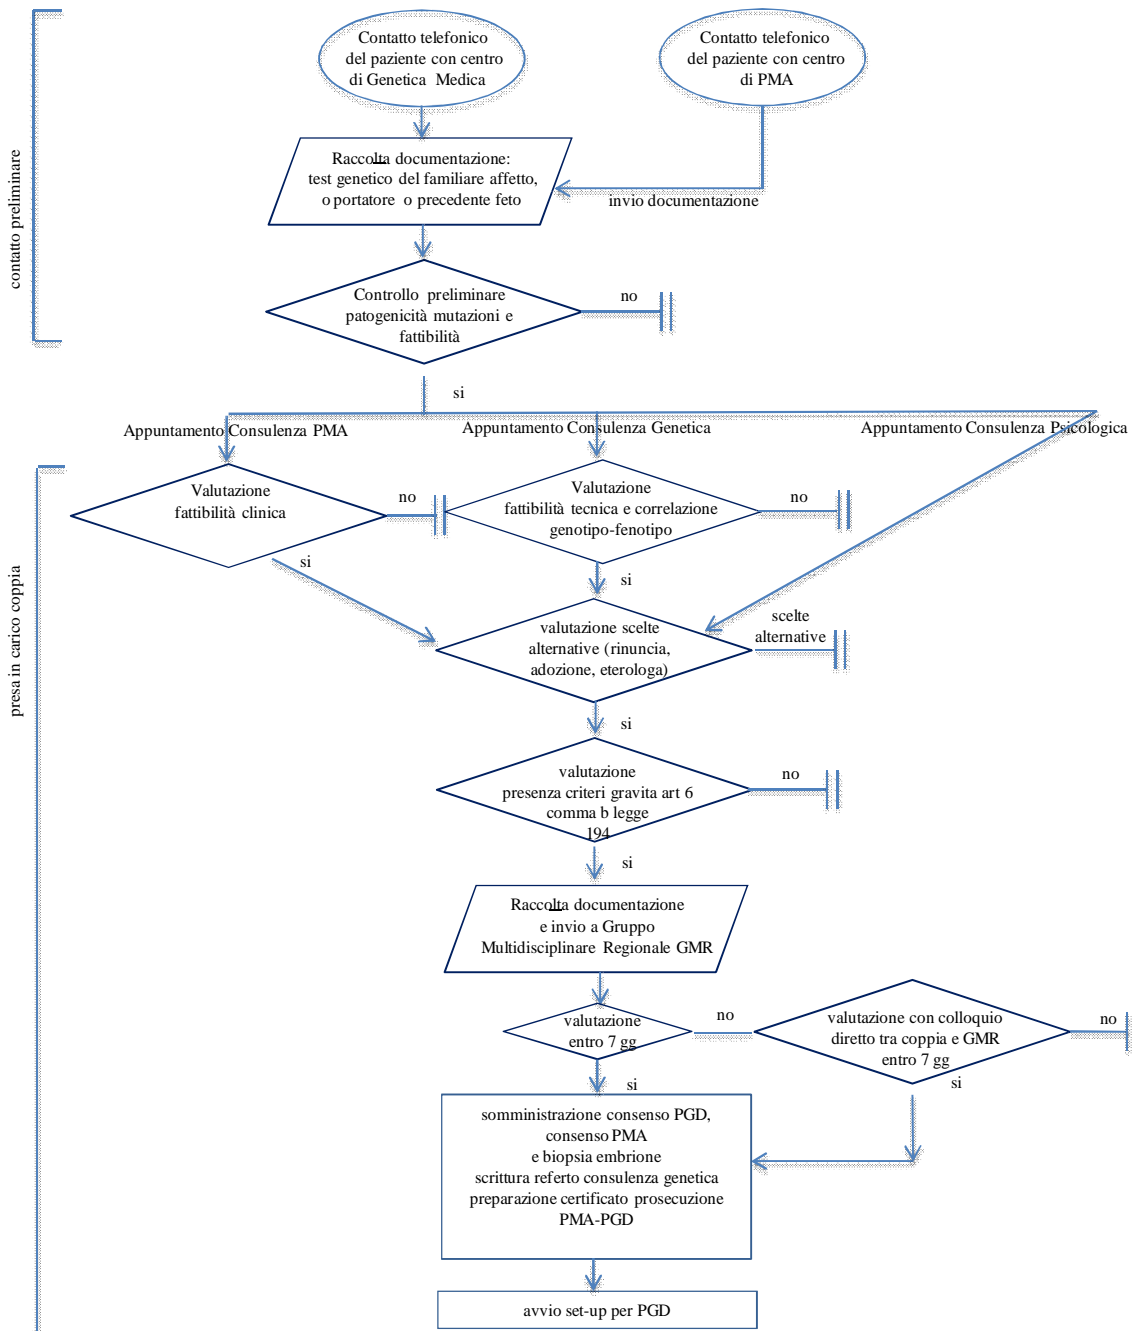 Contatto telefonico
del paziente con centro
di Genetica Medica
Contatto telefonico
del paziente con centro
di PMA
contatto preliminare
Raccolta documentazione:
test genetico del familiare affetto,
o portatore o precedente feto
invio documentazione
Controllo preliminare
patogenicità mutazioni e
fattibilità
no
si
Appuntamento Consulenza PMA
Appuntamento Consulenza Genetica
Appuntamento Consulenza Psicologica
presa in carico coppia
Valutazione
fattibilità clinica
no
si
Valutazione
fattibilità tecnica e correlazione
genotipo-fenotipo
no
si
valutazione scelte
alternative (rinuncia,
adozione, eterologa)
scelte
alternative
si
valutazione
presenza criteri gravita art 6
comma b legge
194
no
si
Raccolta documentazione
e invio a Gruppo
Multidisciplinare Regionale GMR
valutazione
entro 7 gg
no
si
valutazione con colloquio
diretto tra coppia e GMR
entro 7 gg
no
si
somministrazione consenso PGD,
consenso PMA
e biopsia embrione
scrittura referto consulenza genetica
preparazione certificato prosecuzione
PMA-PGD
avvio set-up per PGD